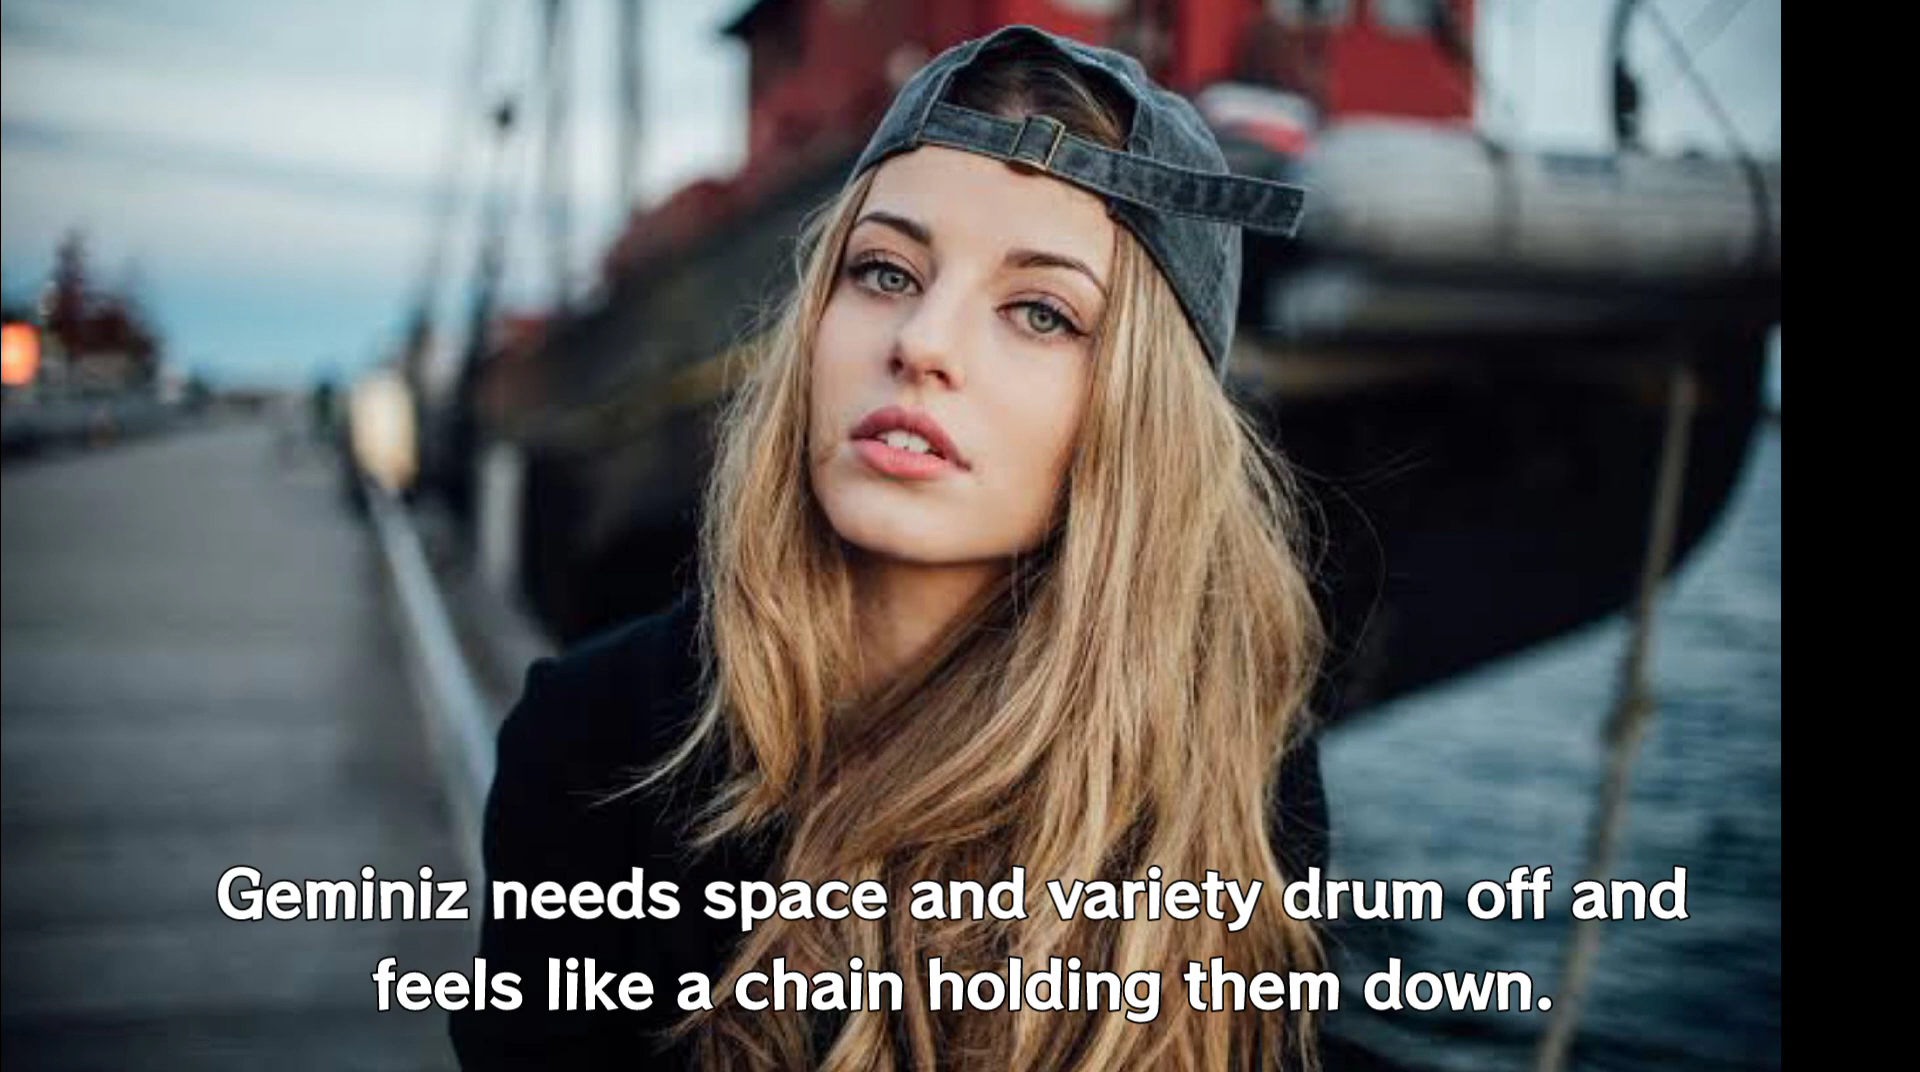 Geminiz needs space and variety drum off and
feels like a chain holding them down.